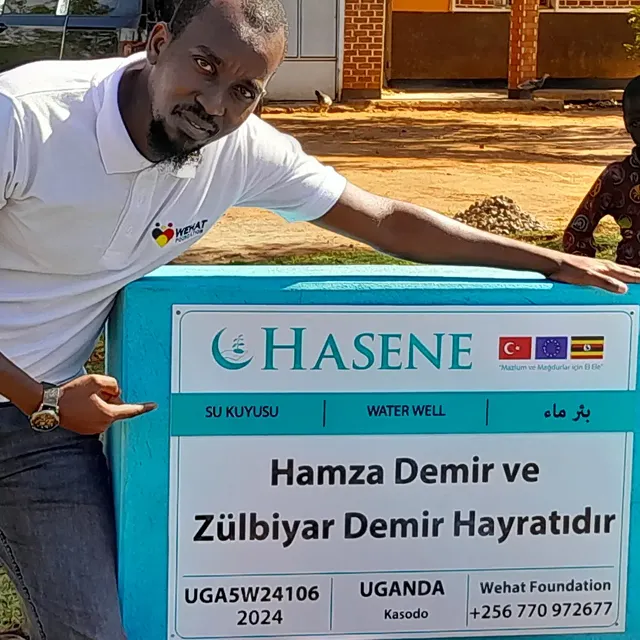 WEHAT
FOUNDATION
HASENE
"Mazlum ve Mağdurlar için El Ele"
SU KUYUSU | WATER WELL | بئر ماء
Hamza Demir ve
Zülbiyar Demir Hayratıdır
UGA5W24106
2024
UGANDA
Kasodo
Wehat Foundation
+256 770 972677